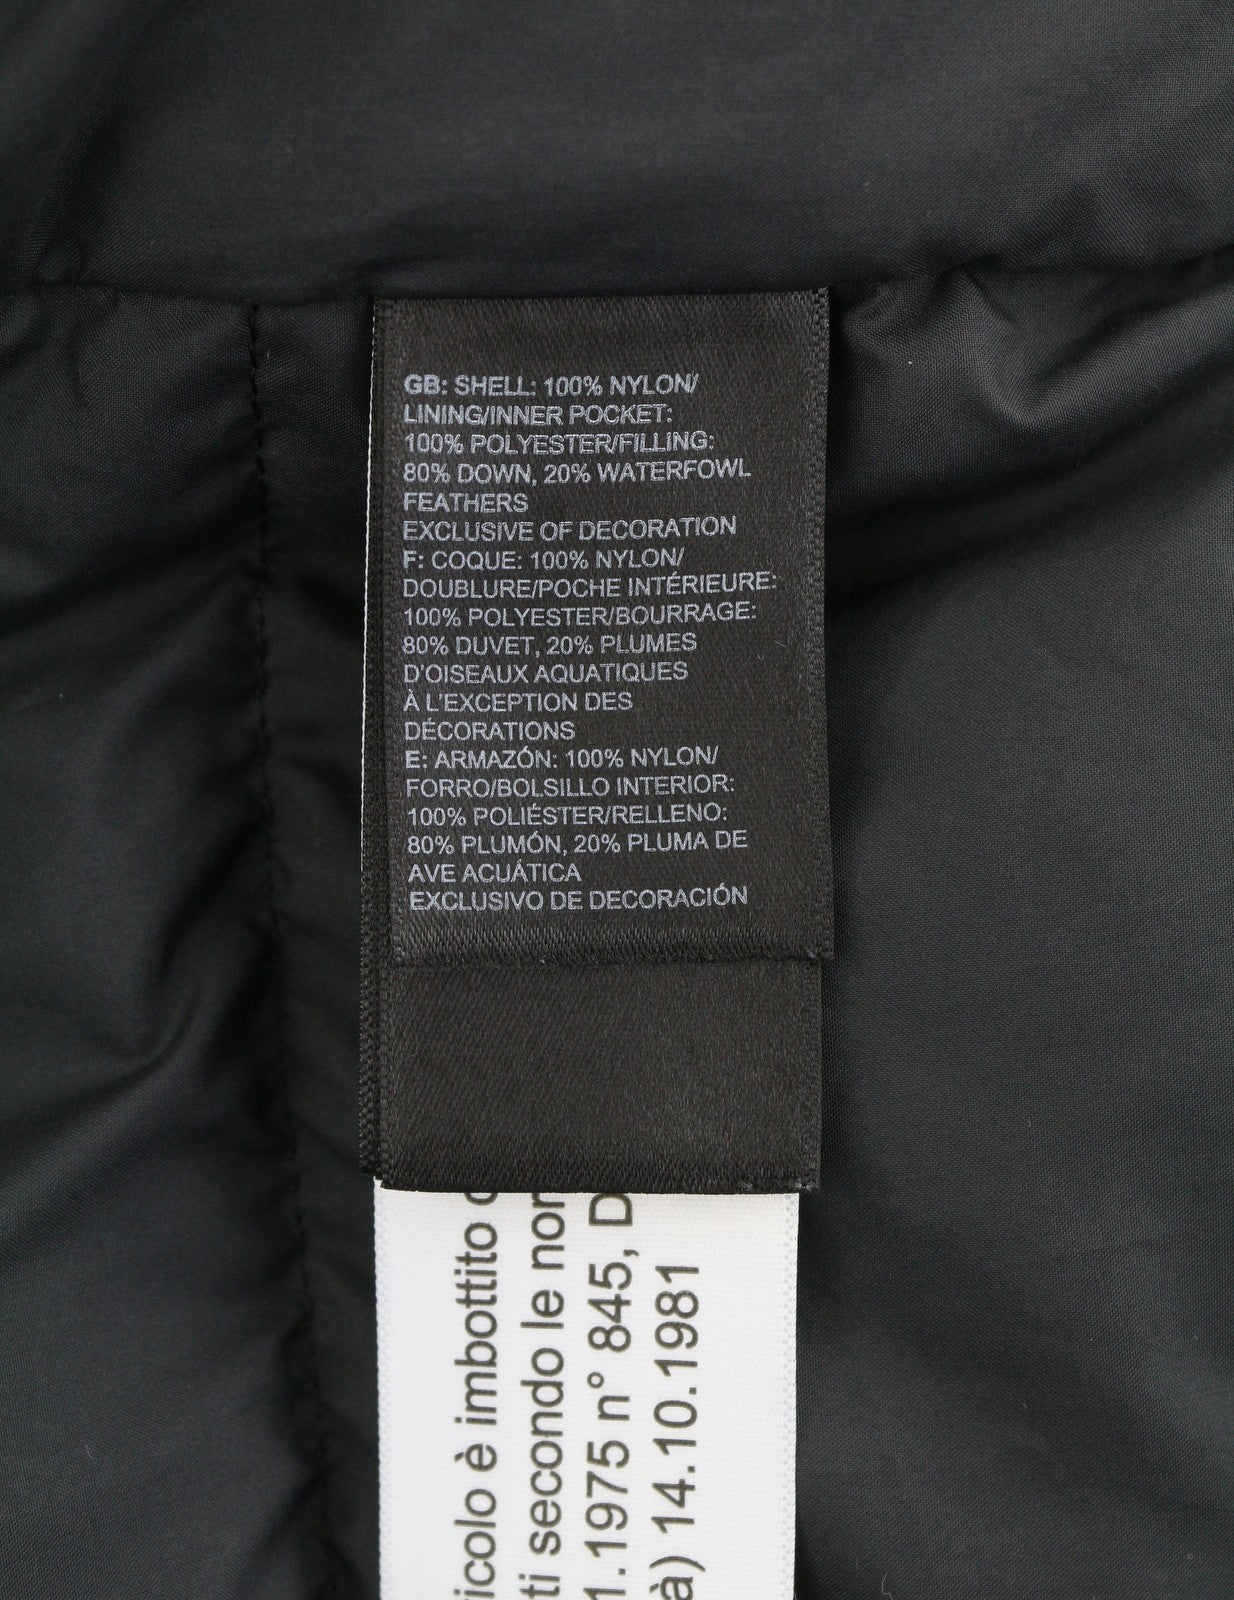 GB: SHELL: 100% NYLON/
LINING/INNER POCKET:
100% POLYESTER/FILLING:
80% DOWN, 20% WATERFOWL
FEATHERS
EXCLUSIVE OF DECORATION
F: COQUE: 100% NYLON/
DOUBLURE/POCHE INTÉRIEURE:
100% POLYESTER/BOURRAGE:
80% DUVET, 20% PLUMES
D'OISEAUX AQUATIQUES
À L'EXCEPTION DES
DÉCORATIONS
E: ARMAZÓN: 100% NYLON/
FORRO/BOLSILLO INTERIOR:
100% POLIÉSTER/RELLENO:
80% PLUMÓN, 20% PLUMA DE
AVE ACUÁTICA
EXCLUSIVO DE DECORACIÓN
icolo è imbottito
ti secondo le nor
1.1975 n° 845, D
à) 14.10.1981